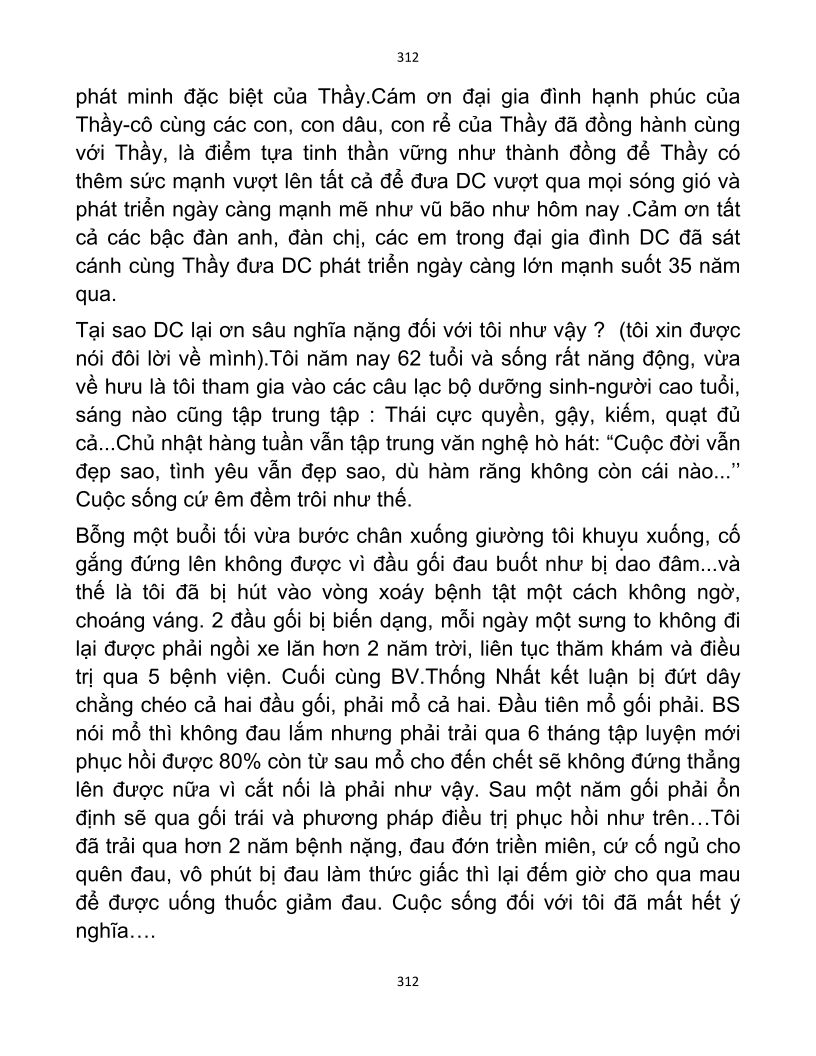 312
phát minh đặc biệt của Thầy.Cám ơn đại gia đình hạnh phúc của
Thầy-cô cùng các con, con dâu, con rể của Thầy đã đồng hành cùng
với Thầy, là điểm tựa tinh thần vững như thành đồng để Thầy có
thêm sức mạnh vượt lên tất cả để đưa DC vượt qua mọi sóng gió và
phát triển ngày càng mạnh mẽ như vũ bão như hôm nay .Cảm ơn tất
cả các bậc đàn anh, đàn chị, các em trong đại gia đình DC đã sát
cánh cùng Thầy đưa DC phát triển ngày càng lớn mạnh suốt 35 năm
qua.
Tại sao DC lại ơn sâu nghĩa nặng đối với tôi như vậy ?  (tôi xin được
nói đôi lời về mình).Tôi năm nay 62 tuổi và sống rất năng động, vừa
về hưu là tôi tham gia vào các câu lạc bộ dưỡng sinh-người cao tuổi,
sáng nào cũng tập trung tập : Thái cực quyền, gậy, kiếm, quạt đủ
cả...Chủ nhật hàng tuần vẫn tập trung văn nghệ hò hát: “Cuộc đời vẫn
đẹp sao, tình yêu vẫn đẹp sao, dù hàm răng không còn cái nào...’’
Cuộc sống cứ êm đềm trôi như thế.
Bỗng một buổi tối vừa bước chân xuống giường tôi khuỵu xuống, cố
gắng đứng lên không được vì đầu gối đau buốt như bị dao đâm...và
thế là tôi đã bị hút vào vòng xoáy bệnh tật một cách không ngờ,
choáng váng. 2 đầu gối bị biến dạng, mỗi ngày một sưng to không đi
lại được phải ngồi xe lăn hơn 2 năm trời, liên tục thăm khám và điều
trị qua 5 bệnh viện. Cuối cùng BV.Thống Nhất kết luận bị đứt dây
chằng chéo cả hai đầu gối, phải mổ cả hai. Đầu tiên mổ gối phải. BS
nói mổ thì không đau lắm nhưng phải trải qua 6 tháng tập luyện mới
phục hồi được 80% còn từ sau mổ cho đến chết sẽ không đứng thẳng
lên được nữa vì cắt nối là phải như vậy. Sau một năm gối phải ổn
định sẽ qua gối trái và phương pháp điều trị phục hồi như trên…Tôi
đã trải qua hơn 2 năm bệnh nặng, đau đớn triền miên, cứ cố ngủ cho
quên đau, vô phút bị đau làm thức giấc thì lại đếm giờ cho qua mau
để được uống thuốc giảm đau. Cuộc sống đối với tôi đã mất hết ý
nghĩa….
312